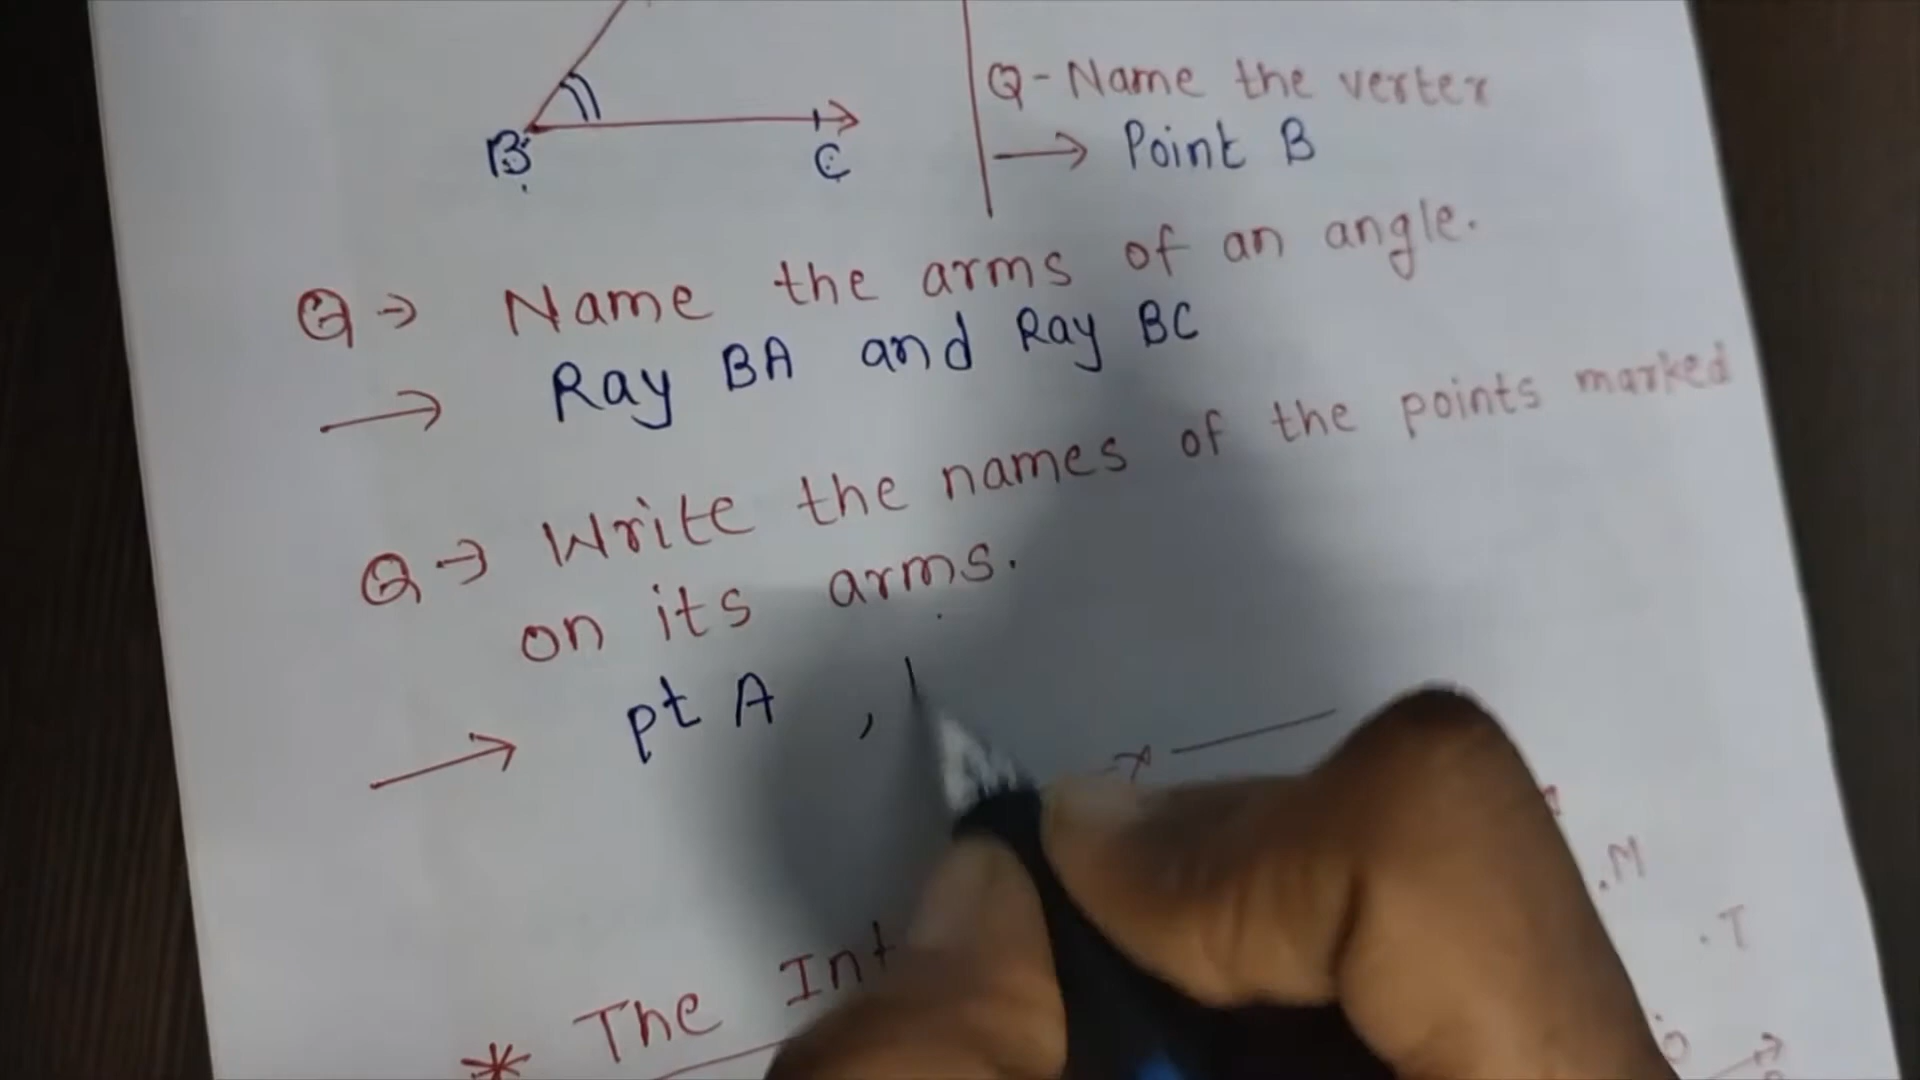 B
C
Q-Name the vertex
→ Point B
Q→ Name the arms of an angle.
→ Ray BA and Ray BC
Q→ Write the names of the points marked
on its arms.
→ pt A ,
x
.M
.T
* The Int